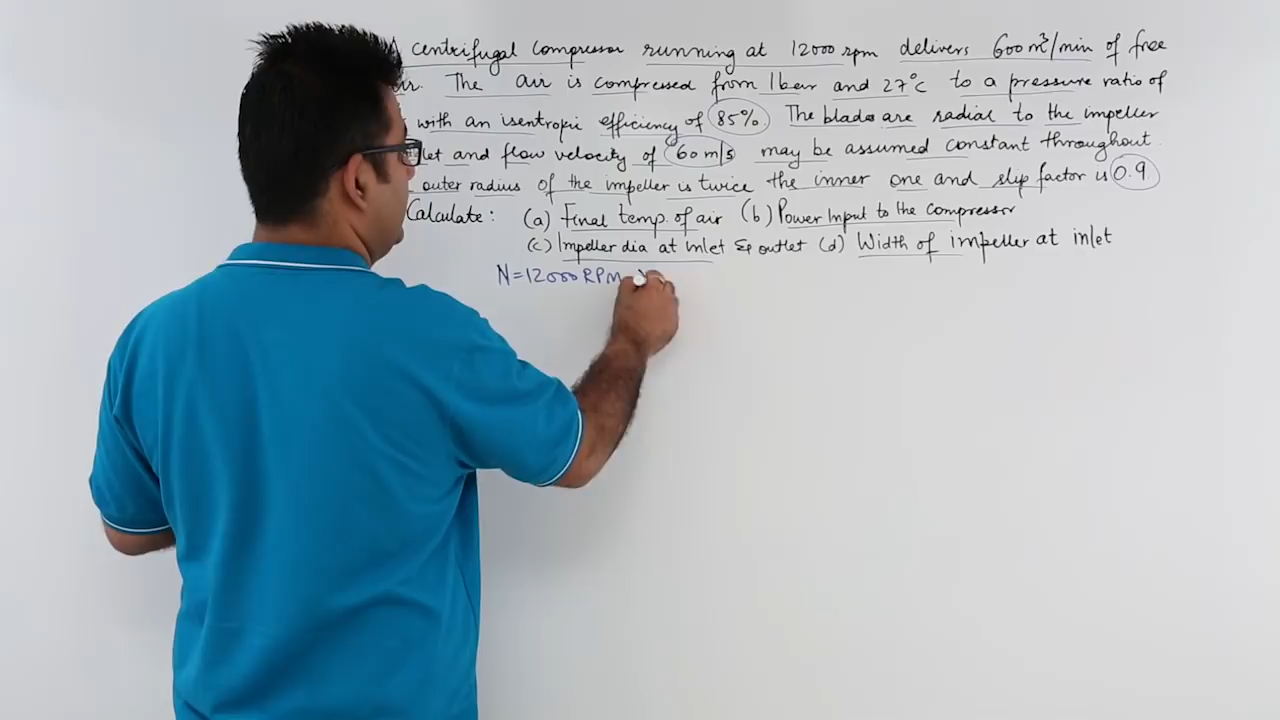 centrifugal compressor running at 12000 rpm delivers 600 m³/min of free
air. The air is compressed from 1 bar and 27°C to a pressure ratio of
with an isentropic efficiency of 85%. The blades are radial to the impeller
and flow velocity of 60 m/s may be assumed constant throughout.
outer radius of the impeller is twice the inner one and slip factor is 0.9.
Calculate: (a) Final temp. of air (b) Power Input to the compressor
(c) Impeller dia at inlet & outlet (d) Width of impeller at inlet
N=12000 RPM